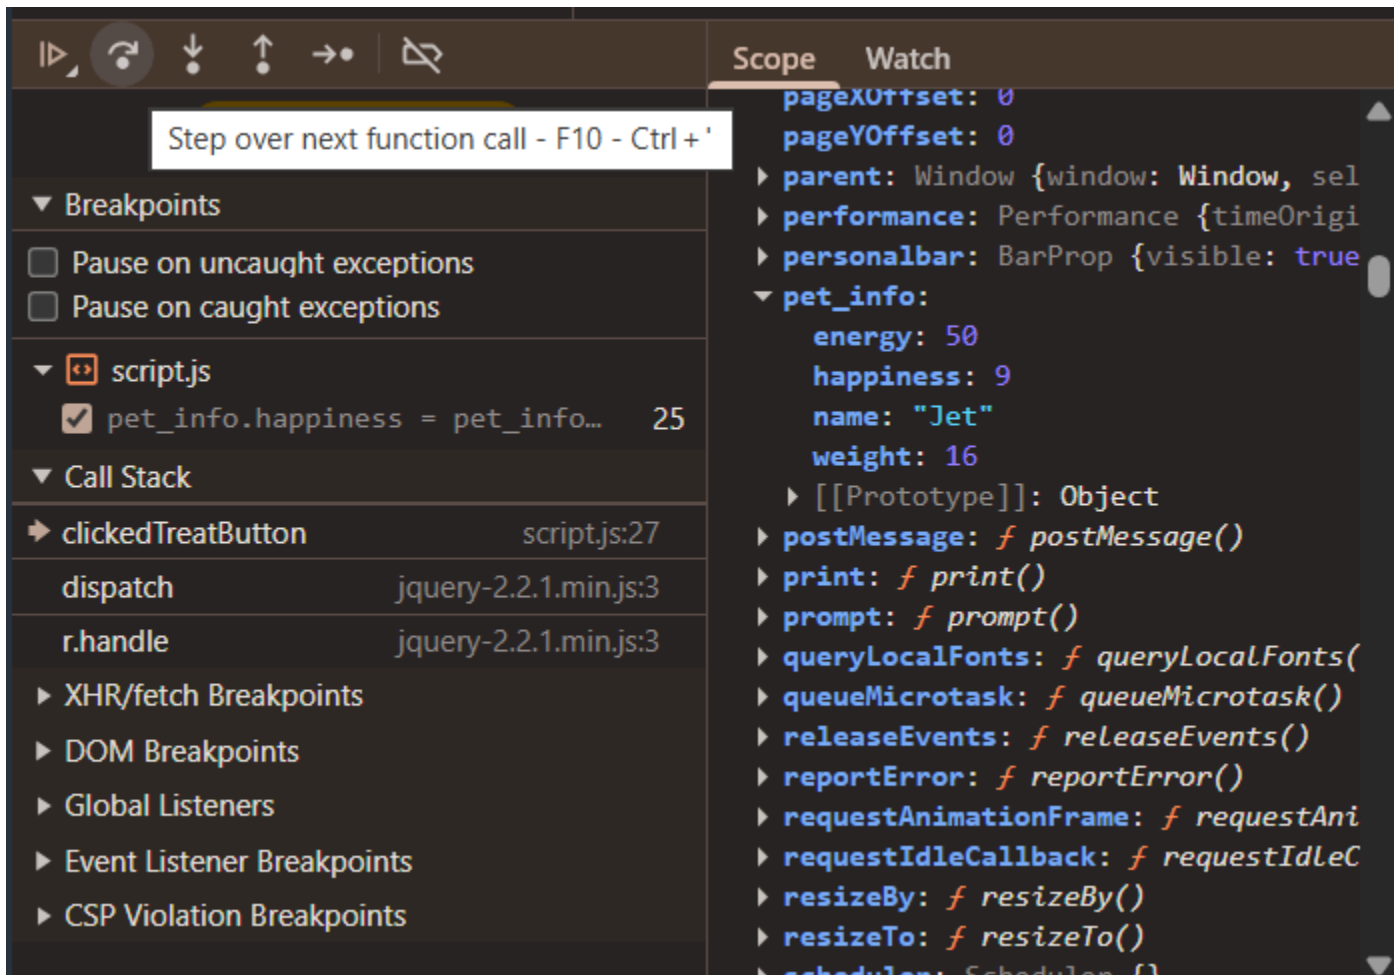 Step over next function call - F10 - Ctrl + '
Breakpoints
Pause on uncaught exceptions
Pause on caught exceptions
script.js
pet_info.happiness = pet_info… 25
Call Stack
clickedTreatButton script.js:27
dispatch jquery-2.2.1.min.js:3
r.handle jquery-2.2.1.min.js:3
XHR/fetch Breakpoints
DOM Breakpoints
Global Listeners
Event Listener Breakpoints
CSP Violation Breakpoints
Scope Watch
pageXOffset: 0
pageYOffset: 0
parent: Window {window: Window, sel
performance: Performance {timeOrigi
personalbar: BarProp {visible: true
pet_info:
energy: 50
happiness: 9
name: "Jet"
weight: 16
[[Prototype]]: Object
postMessage: ƒ postMessage()
print: ƒ print()
prompt: ƒ prompt()
queryLocalFonts: ƒ queryLocalFonts(
queueMicrotask: ƒ queueMicrotask()
releaseEvents: ƒ releaseEvents()
reportError: ƒ reportError()
requestAnimationFrame: ƒ requestAni
requestIdleCallback: ƒ requestIdleC
resizeBy: ƒ resizeBy()
resizeTo: ƒ resizeTo()
scheduler: Scheduler {}